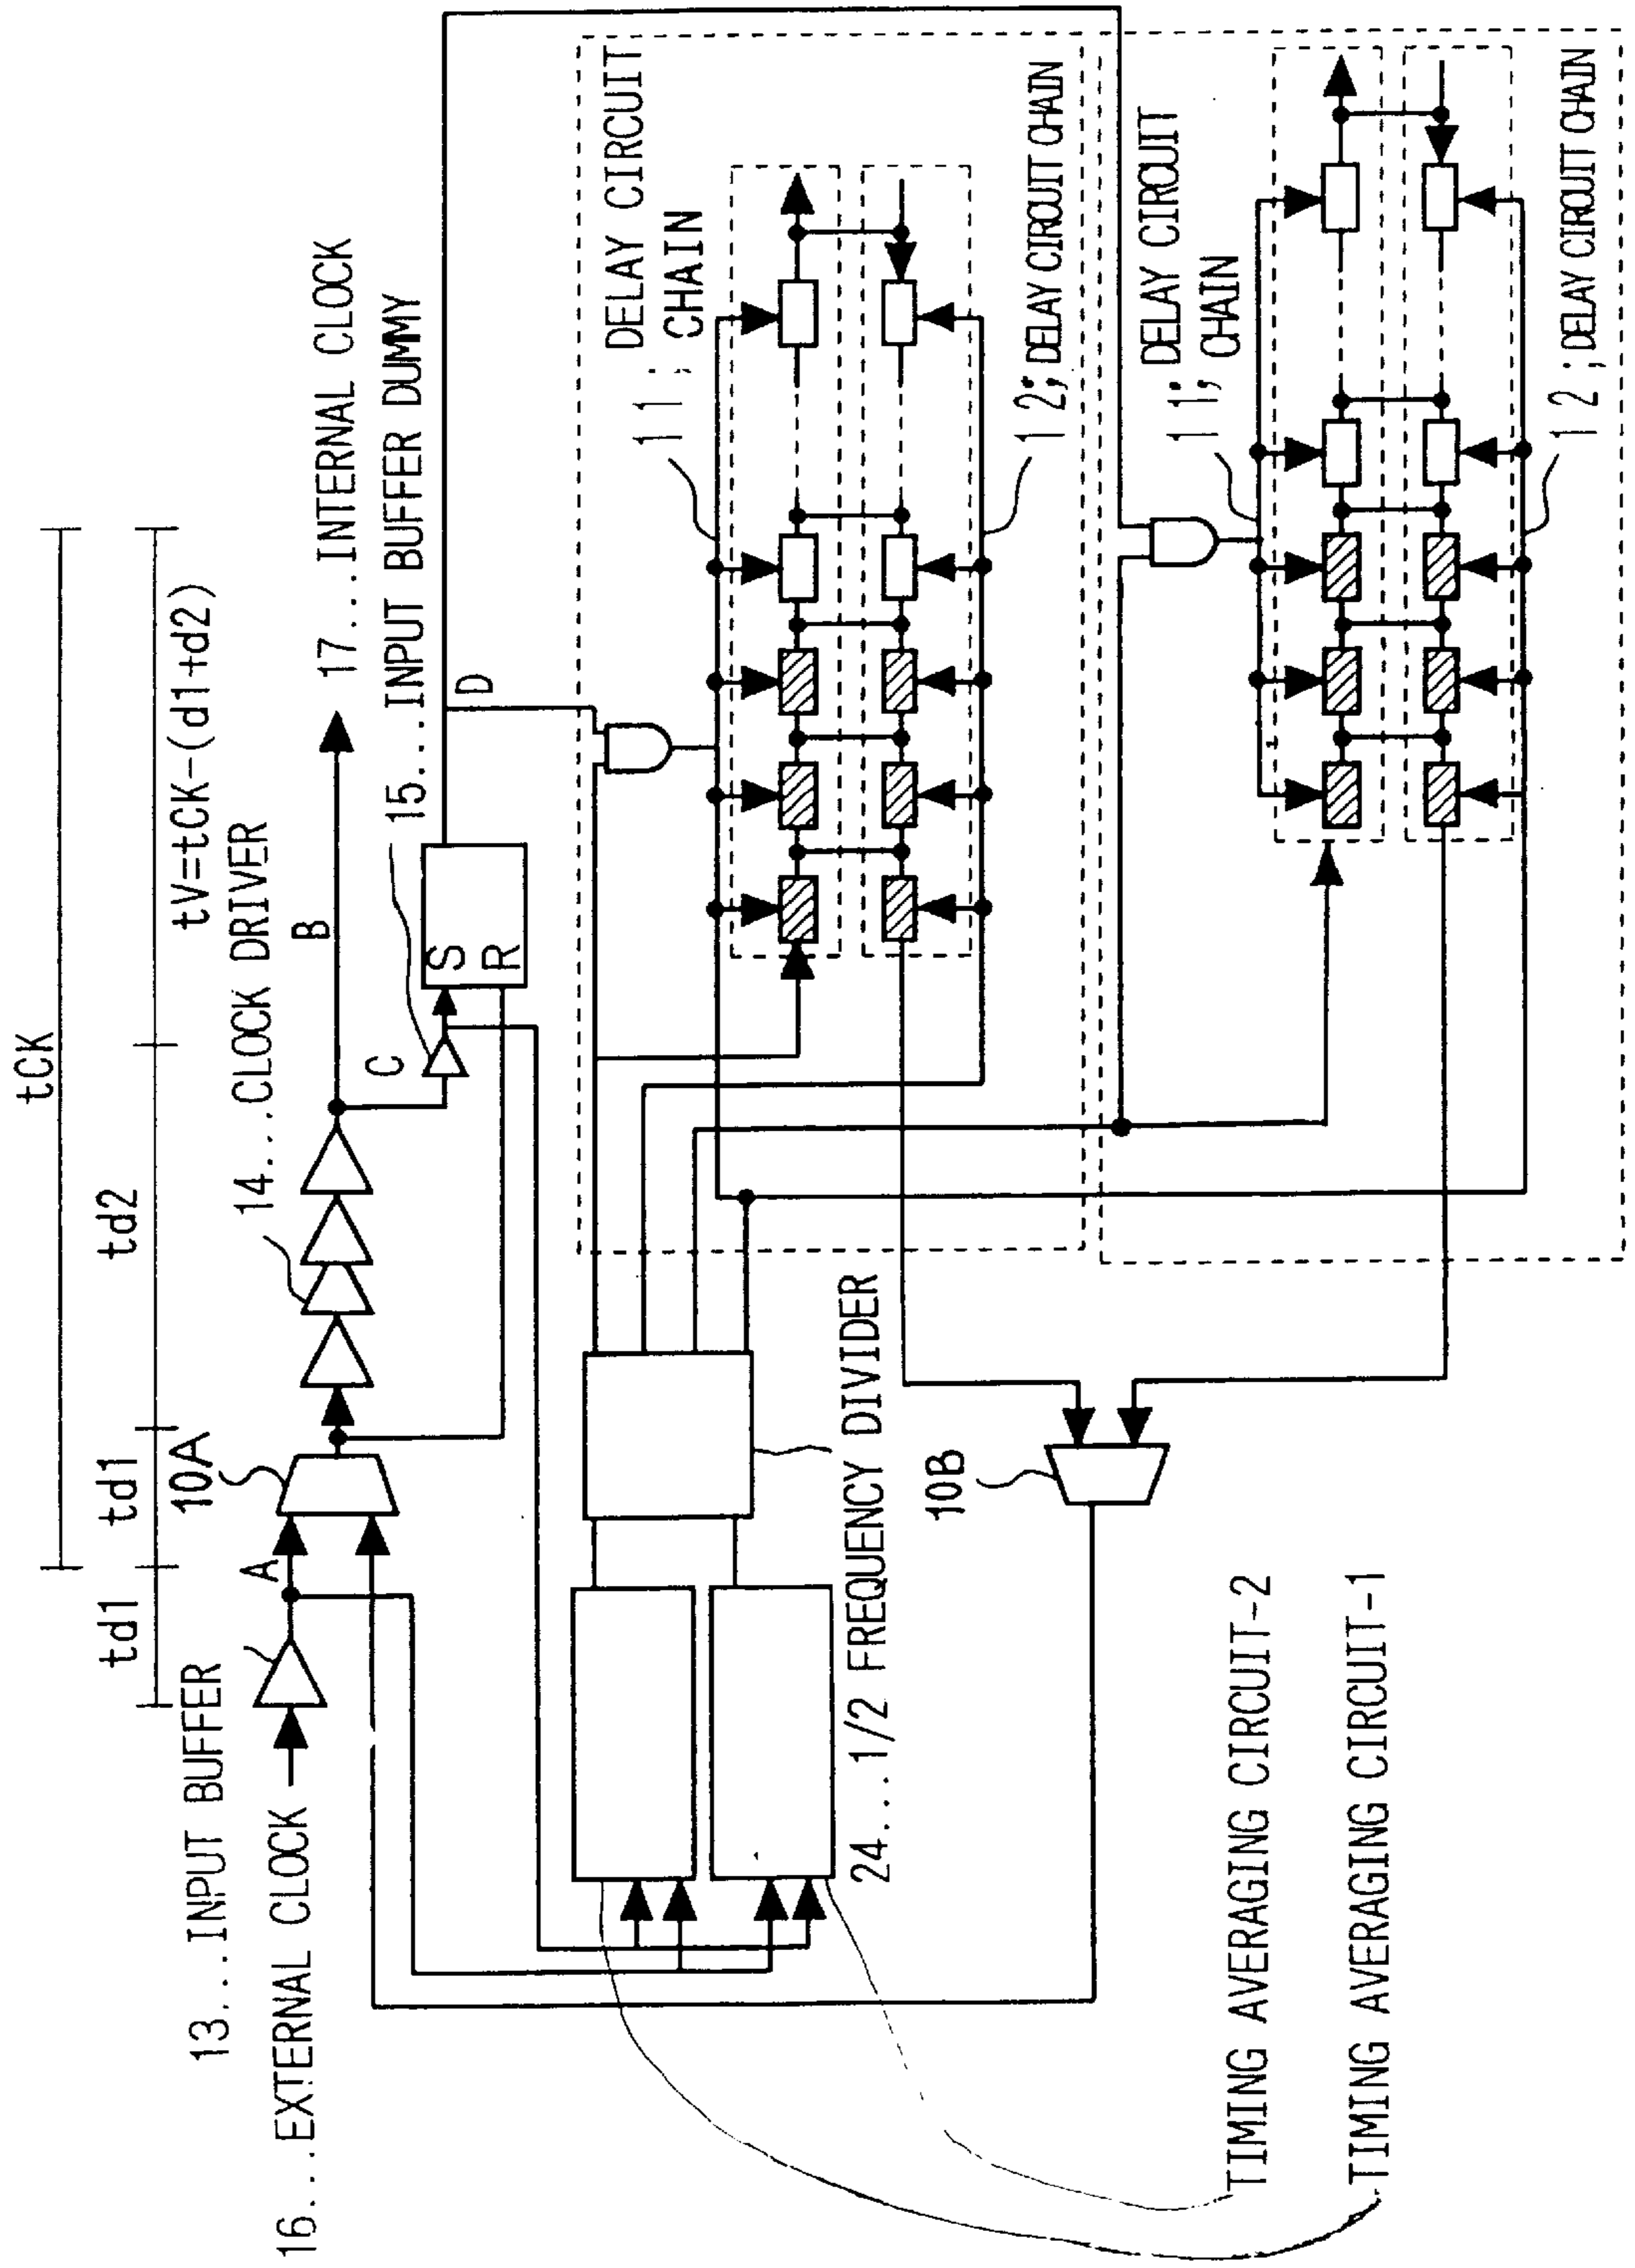 tCK
td1
td1
td2
tV=tCK-(d1+d2)
13...INPUT BUFFER
10A
14...CLOCK DRIVER
16...EXTERNAL CLOCK
A
B
17...INTERNAL CLOCK
C
15...INPUT BUFFER DUMMY
S
R
D
11; DELAY CIRCUIT
CHAIN
12; DELAY CIRCUIT CHAIN
24...1/2 FREQUENCY DIVIDER
10B
11; DELAY CIRCUIT
CHAIN
12; DELAY CIRCUIT CHAIN
TIMING AVERAGING CIRCUIT-2
TIMING AVERAGING CIRCUIT-1